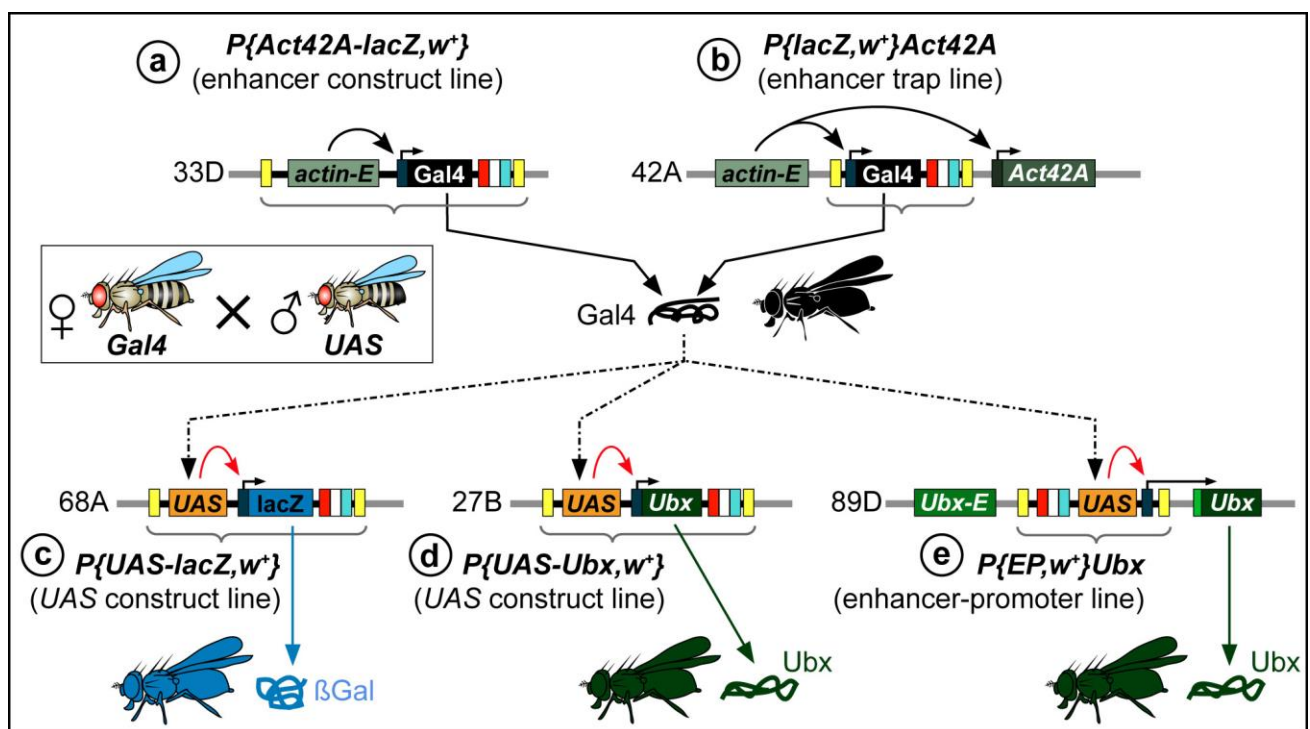 a P{Act42A-lacZ,w⁺}
(enhancer construct line)
b P{lacZ,w⁺}Act42A
(enhancer trap line)
33D actin-E Gal4
42A actin-E Gal4 Act42A
♀ Gal4 × ♂ UAS
Gal4
68A UAS lacZ
27B UAS Ubx
89D Ubx-E UAS Ubx
c P{UAS-lacZ,w⁺}
(UAS construct line)
d P{UAS-Ubx,w⁺}
(UAS construct line)
e P{EP,w⁺}Ubx
(enhancer-promoter line)
ßGal
Ubx
Ubx